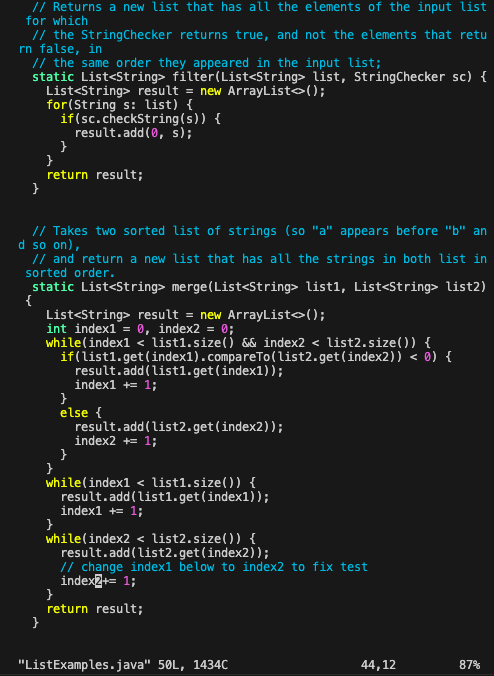 // Returns a new list that has all the elements of the input list
for which
// the StringChecker returns true, and not the elements that retu
rn false, in
// the same order they appeared in the input list;
static List<String> filter(List<String> list, StringChecker sc) {
List<String> result = new ArrayList<>();
for(String s: list) {
if(sc.checkString(s)) {
result.add(0, s);
}
}
return result;
}
// Takes two sorted list of strings (so "a" appears before "b" an
d so on),
// and return a new list that has all the strings in both list in
sorted order.
static List<String> merge(List<String> list1, List<String> list2)
{
List<String> result = new ArrayList<>();
int index1 = 0, index2 = 0;
while(index1 < list1.size() && index2 < list2.size()) {
if(list1.get(index1).compareTo(list2.get(index2)) < 0) {
result.add(list1.get(index1));
index1 += 1;
}
else {
result.add(list2.get(index2));
index2 += 1;
}
}
while(index1 < list1.size()) {
result.add(list1.get(index1));
index1 += 1;
}
while(index2 < list2.size()) {
result.add(list2.get(index2));
// change index1 below to index2 to fix test
index2+= 1;
}
return result;
}
"ListExamples.java" 50L, 1434C 44,12 87%